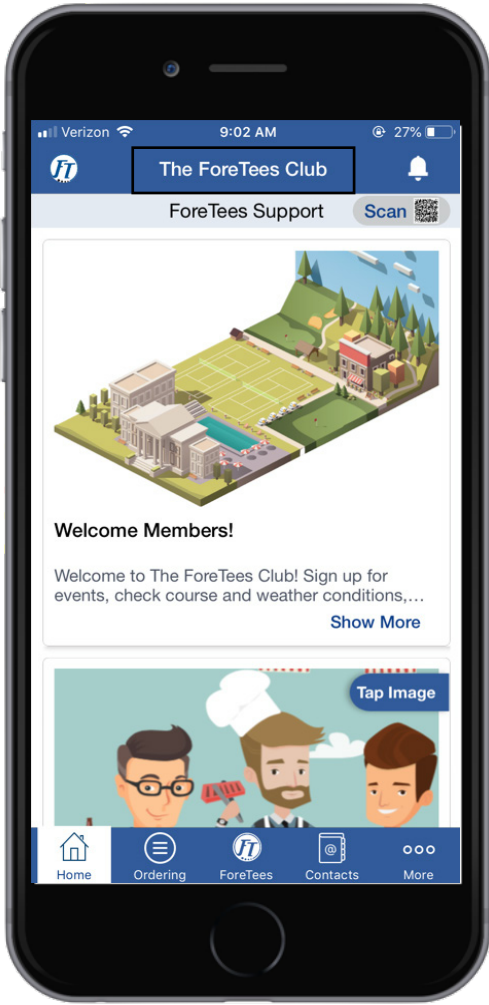 Verizon 9:02 AM 27%
FT The ForeTees Club
ForeTees Support Scan
Welcome Members!
Welcome to The ForeTees Club! Sign up for
events, check course and weather conditions,...
Show More
Tap Image
FT
@
Home Ordering ForeTees Contacts More